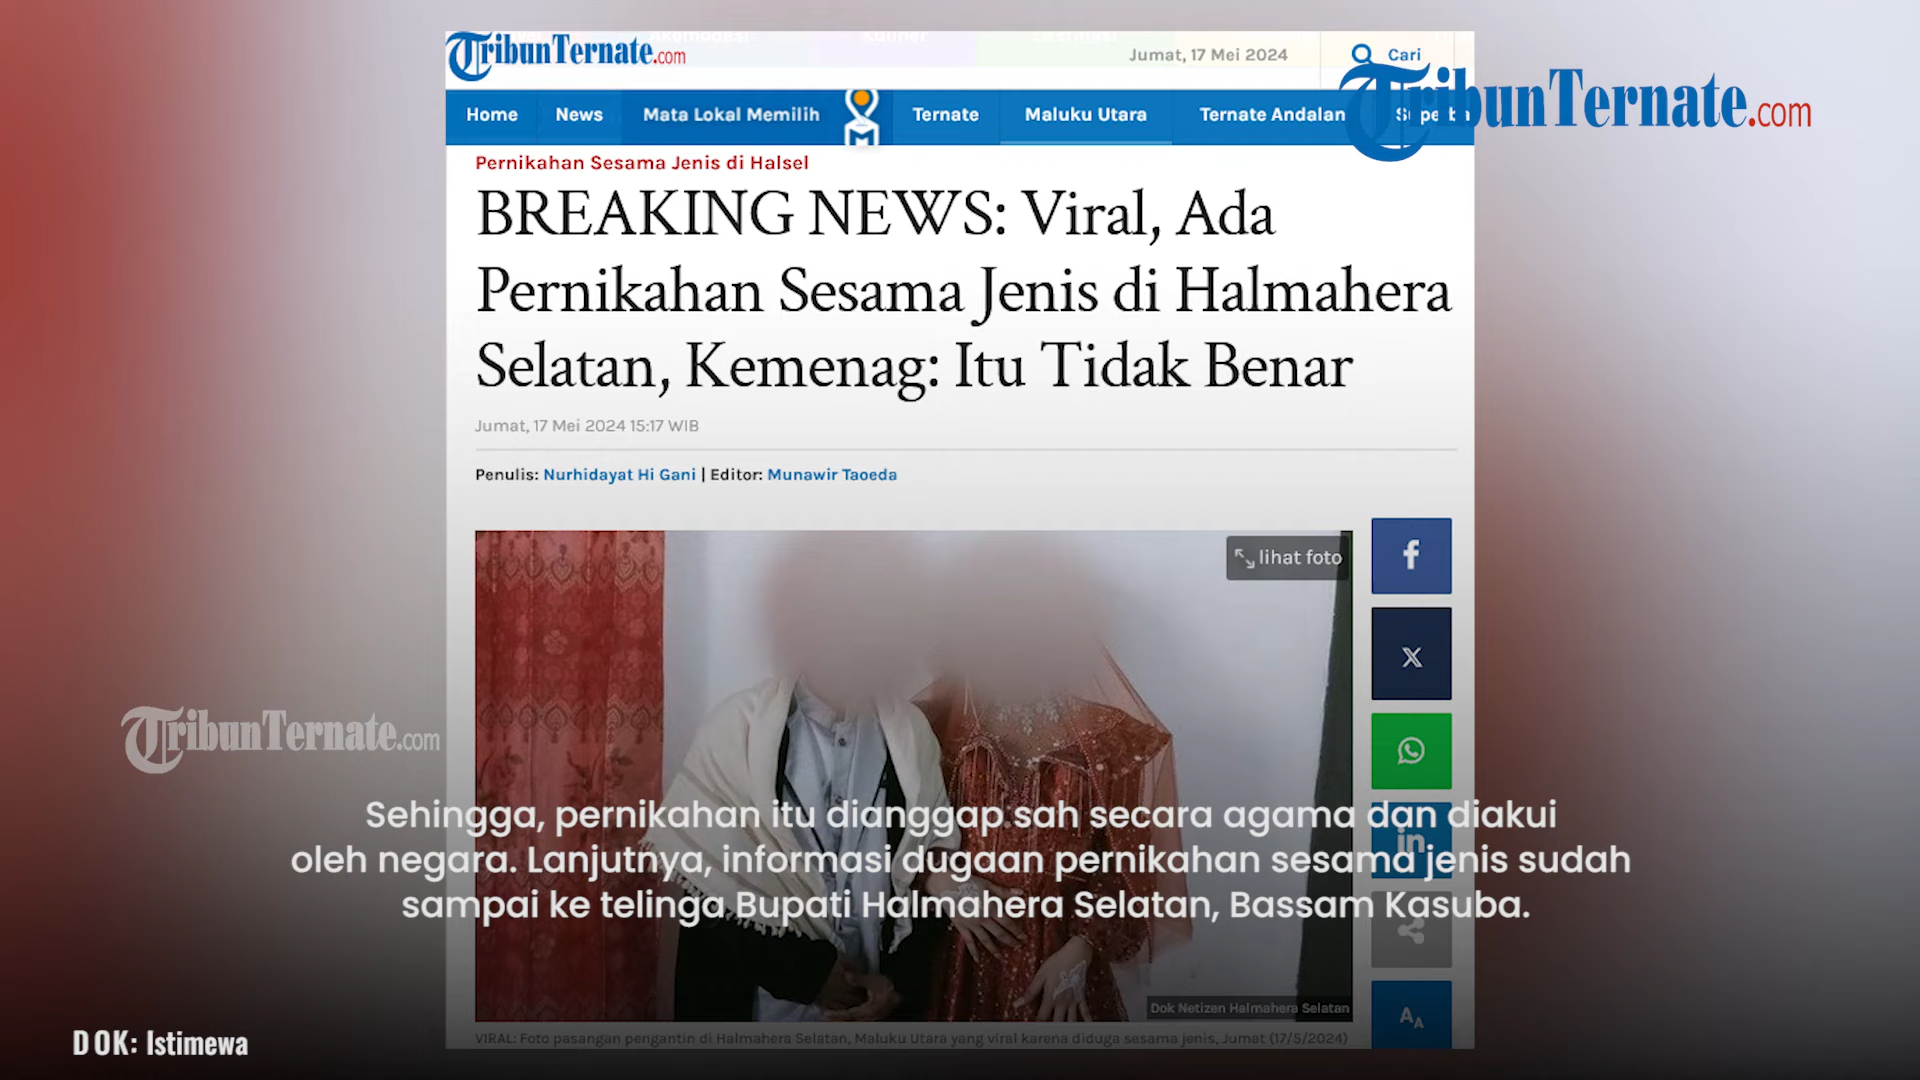 TribunTernate.com
Jumat, 17 Mei 2024
Cari
TribunTernate.com
Home
News
Mata Lokal Memilih
Ternate
Maluku Utara
Ternate Andalan
Pernikahan Sesama Jenis di Halsel
BREAKING NEWS: Viral, Ada
Pernikahan Sesama Jenis di Halmahera
Selatan, Kemenag: Itu Tidak Benar
Jumat, 17 Mei 2024 15:17 WIB
Penulis: Nurhidayat Hi Gani | Editor: Munawir Taoeda
lihat foto
TribunTernate.com
Sehingga, pernikahan itu dianggap sah secara agama dan diakui
oleh negara. Lanjutnya, informasi dugaan pernikahan sesama jenis sudah
sampai ke telinga Bupati Halmahera Selatan, Bassam Kasuba.
Dok Netizen Halmahera Selatan
VIRAL: Foto pasangan pengantin di Halmahera Selatan, Maluku Utara yang viral karena diduga sesama jenis, Jumat (17/5/2024)
DOK: Istimewa